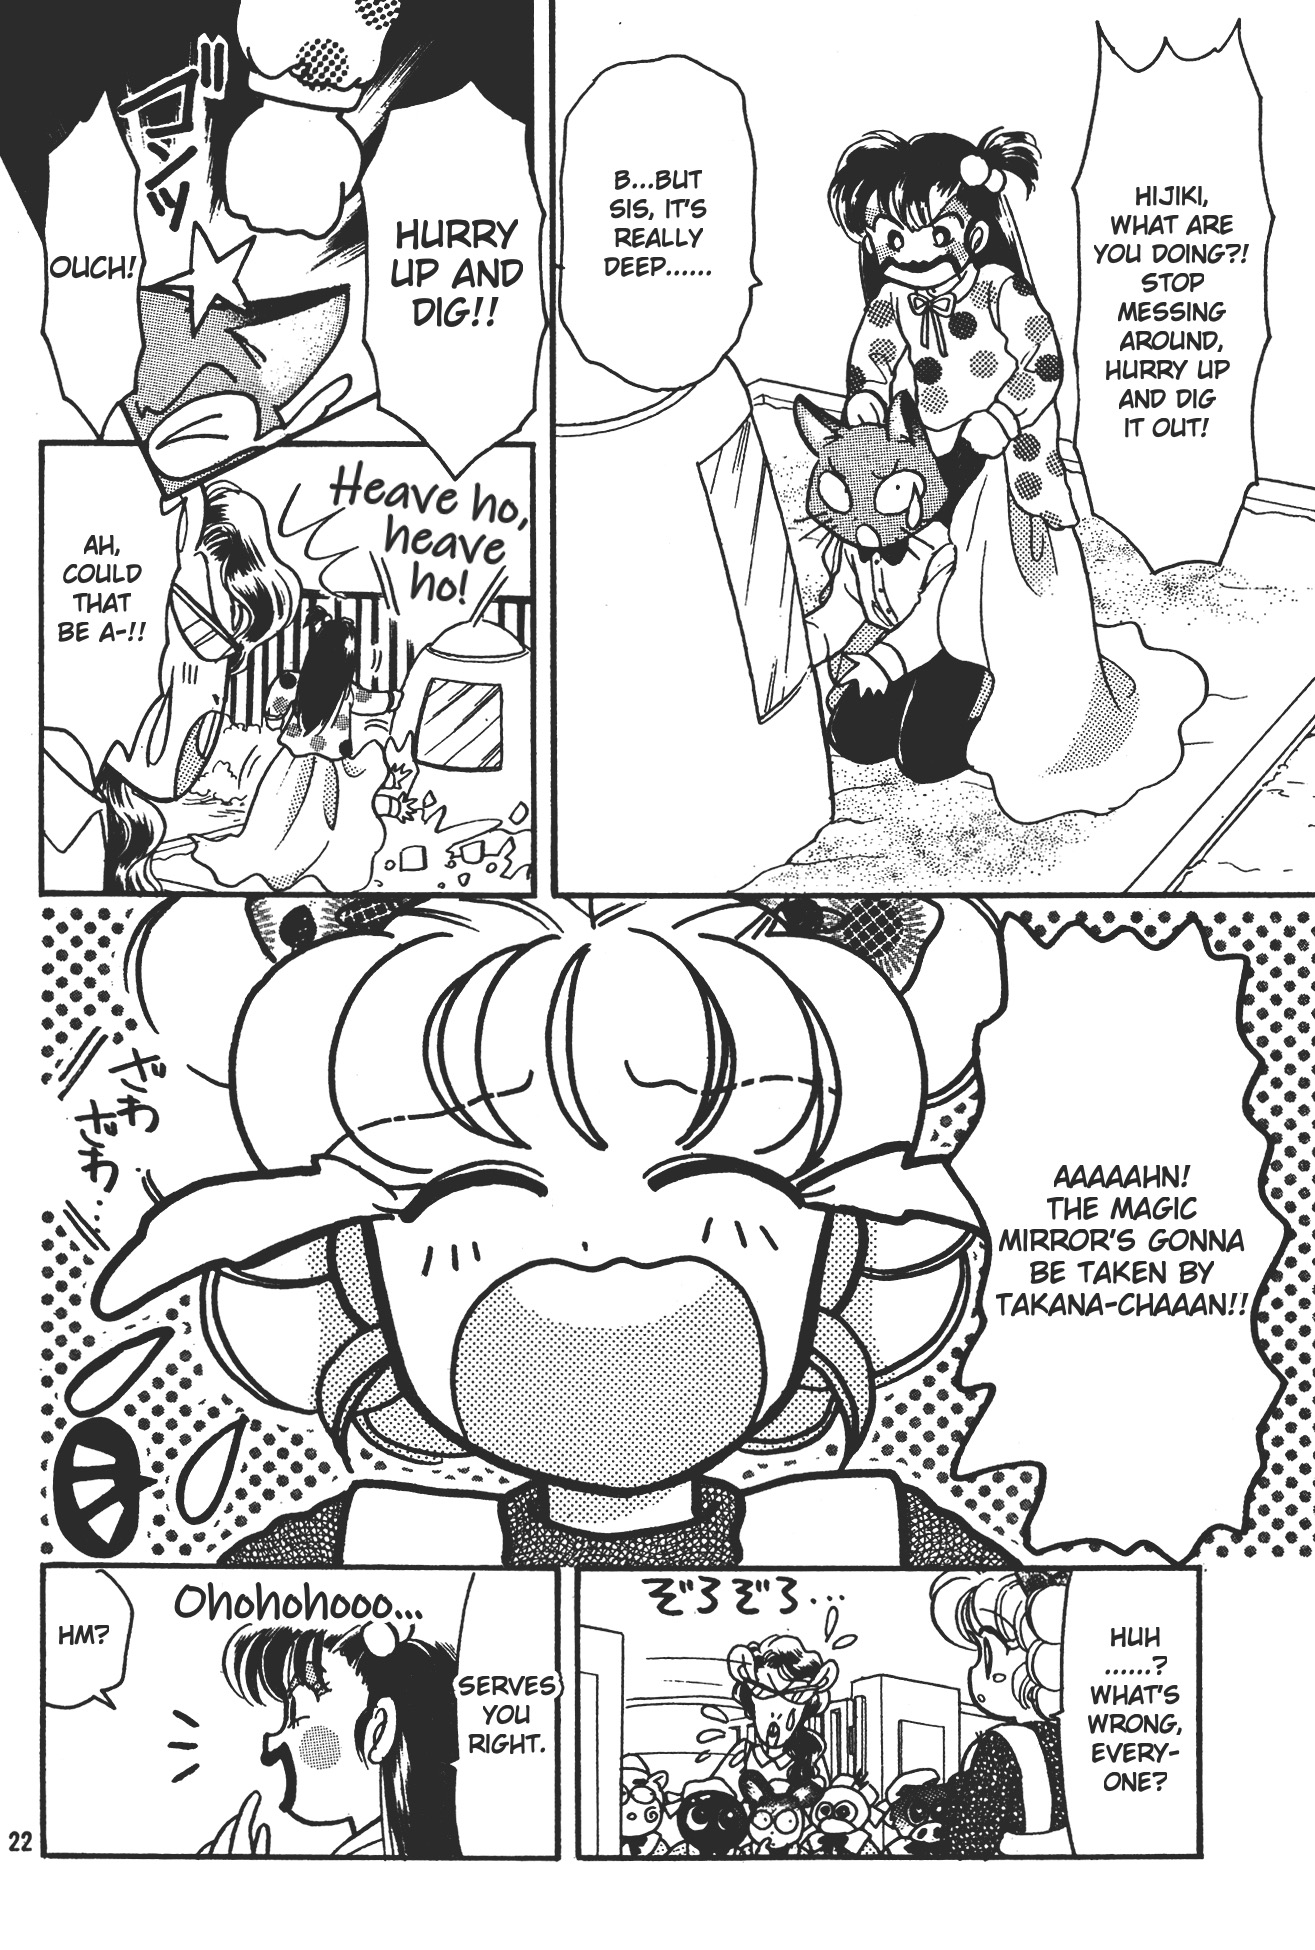 HIJIKI,
WHAT ARE
YOU DOING?!
STOP
MESSING
AROUND,
HURRY UP
AND DIG
IT OUT!
B...BUT
SIS, IT'S
REALLY
DEEP......
HURRY
UP AND
DIG!!
ゴンッ
OUCH!
Heave ho,
heave
ho!
AH,
COULD
THAT
BE A-!!
AAAAAHN!
THE MAGIC
MIRROR'S GONNA
BE TAKEN BY
TAKANA-CHAAAN!!
ざわ
ざわ…
HUH
......?
WHAT'S
WRONG,
EVERY-
ONE?
ぞろぞろ…
SERVES
YOU
RIGHT.
Ohohohooo...
HM?
22